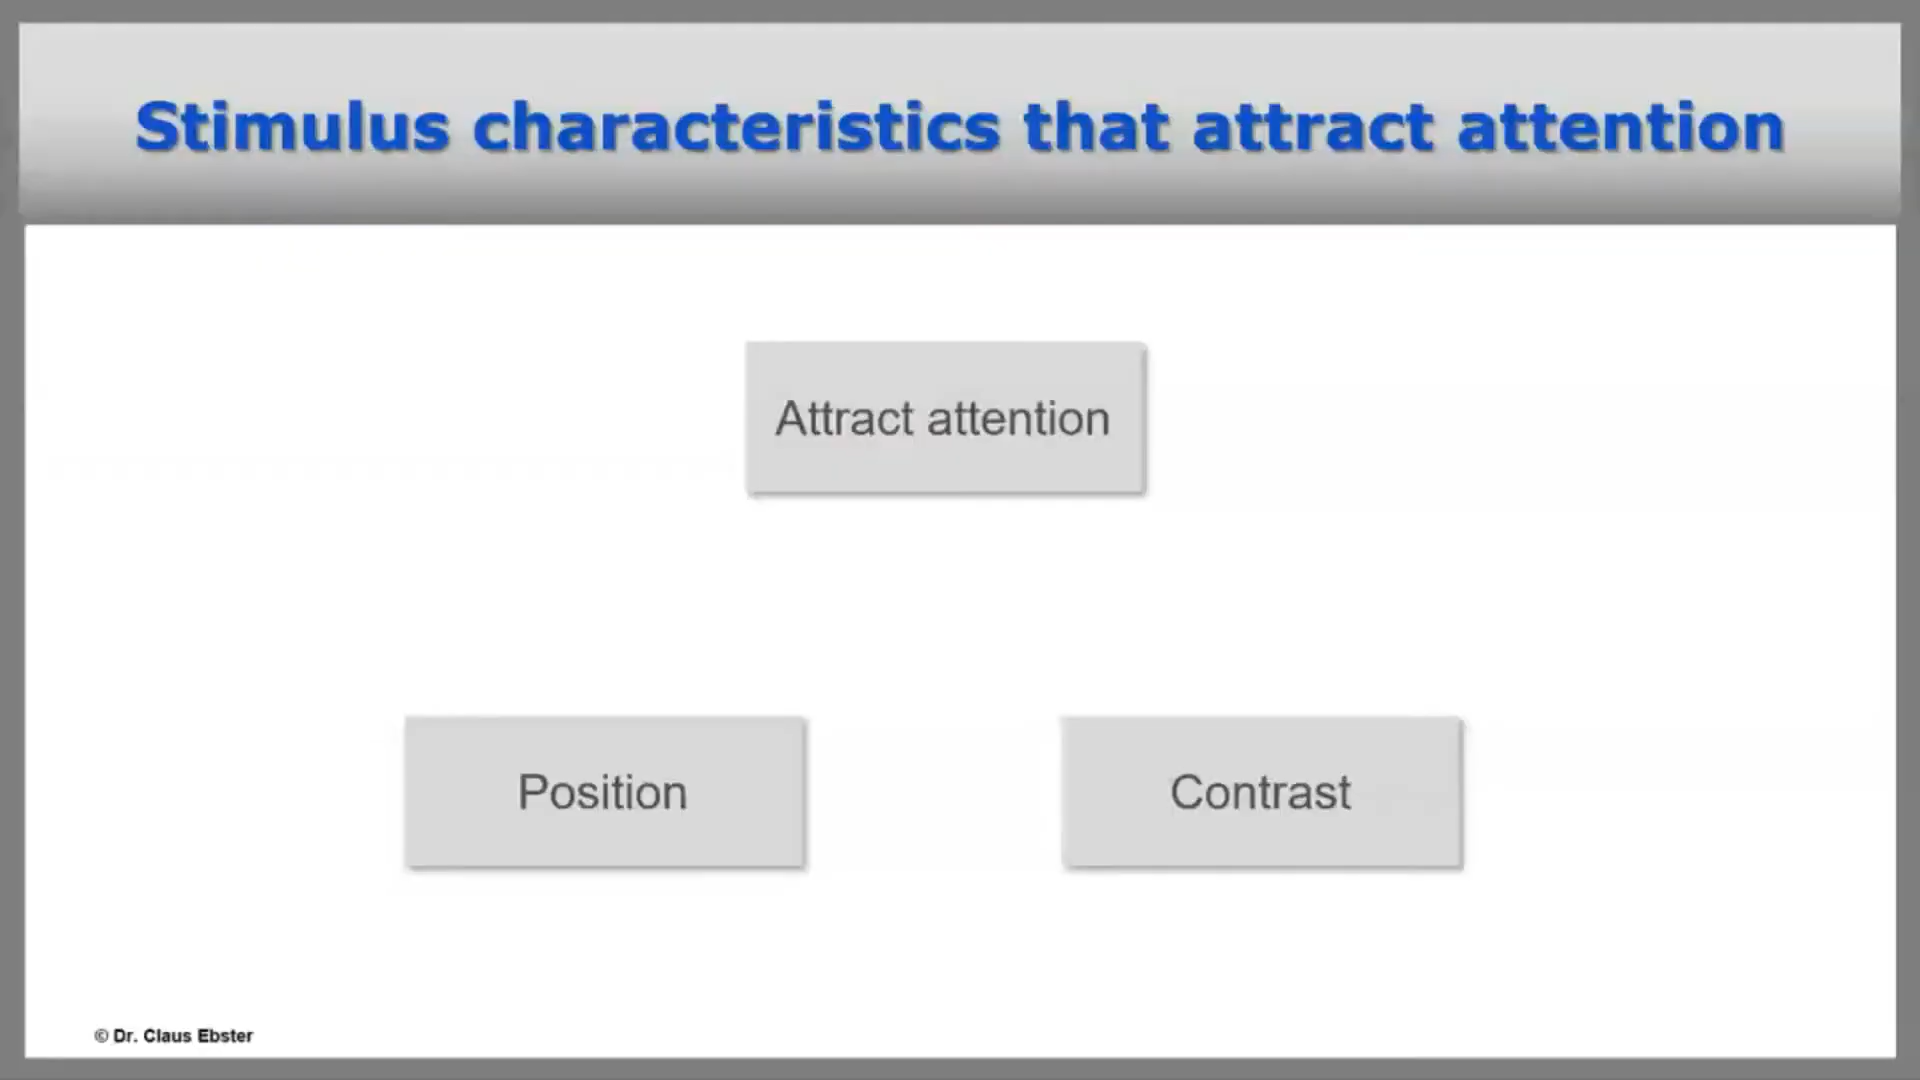 Stimulus characteristics that attract attention
Attract attention
Position
Contrast
© Dr. Claus Ebster